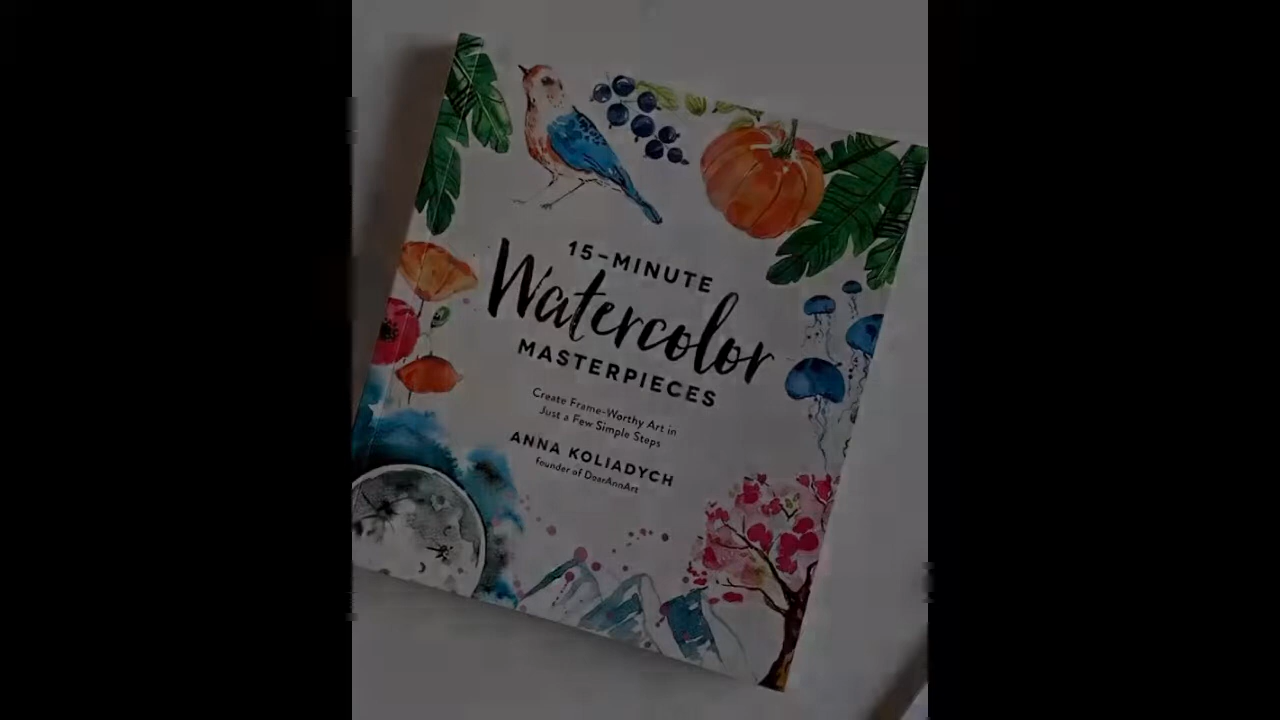 15-MINUTE
Watercolor
MASTERPIECES
Create Frame-Worthy Art in
Just a Few Simple Steps
ANNA KOLIADYCH
founder of DearAnnArt